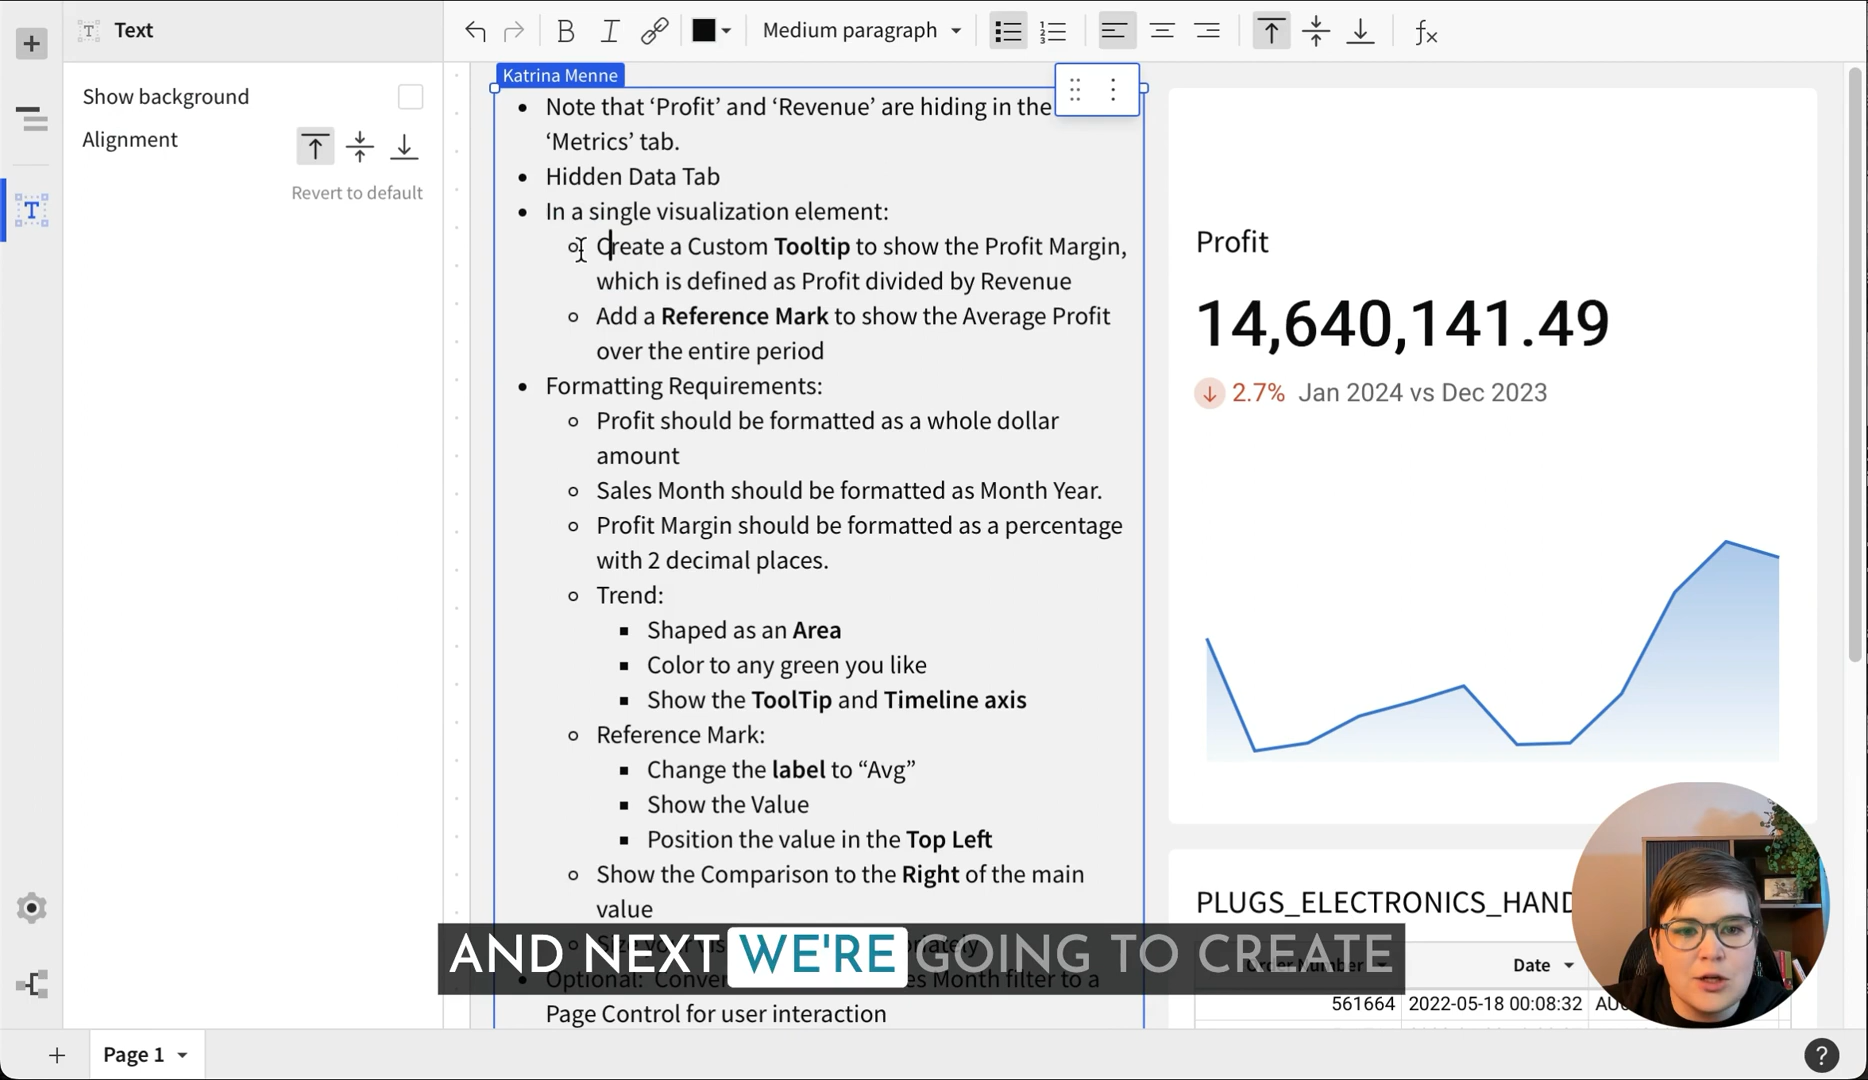 Text
Medium paragraph
Show background
Alignment
Revert to default
Katrina Menne
• Note that ‘Profit’ and ‘Revenue’ are hiding in the
‘Metrics’ tab.
• Hidden Data Tab
• In a single visualization element:
◦ Create a Custom Tooltip to show the Profit Margin,
which is defined as Profit divided by Revenue
◦ Add a Reference Mark to show the Average Profit
over the entire period
• Formatting Requirements:
◦ Profit should be formatted as a whole dollar
amount
◦ Sales Month should be formatted as Month Year.
◦ Profit Margin should be formatted as a percentage
with 2 decimal places.
◦ Trend:
▪ Shaped as an Area
▪ Color to any green you like
▪ Show the ToolTip and Timeline axis
◦ Reference Mark:
▪ Change the label to “Avg”
▪ Show the Value
▪ Position the value in the Top Left
◦ Show the Comparison to the Right of the main
value
• Optional:
Month filter to a
Page Control for user interaction
Profit
14,640,141.49
2.7% Jan 2024 vs Dec 2023
PLUGS_ELECTRONICS_HAND
Order Number Date
561664 2022-05-18 00:08:32
AND NEXT WE'RE GOING TO CREATE
Page 1